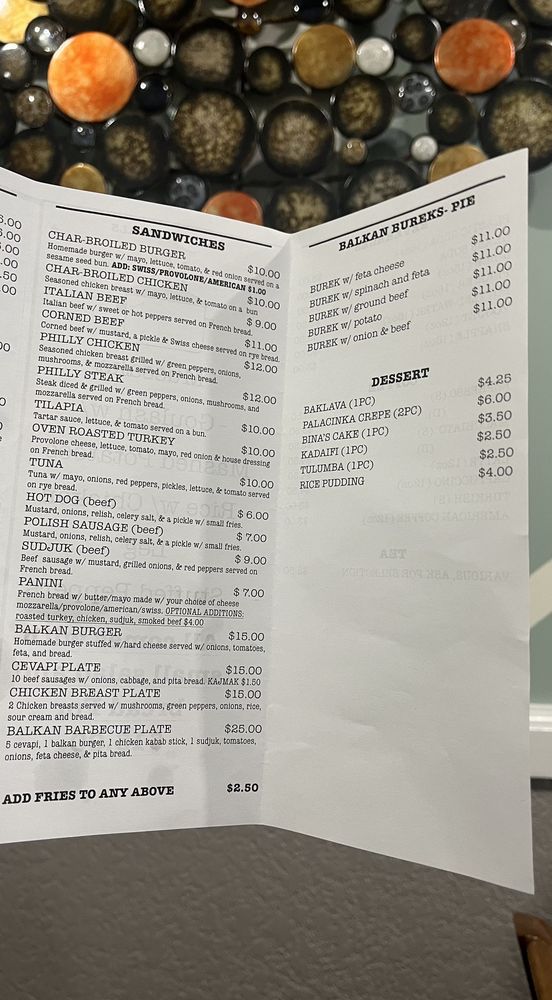 SANDWICHES
CHAR-BROILED BURGER $10.00
Homemade burger w/ mayo, lettuce, tomato, & red onion served on a
sesame seed bun. ADD: SWISS/PROVOLONE/AMERICAN $1.00
CHAR-BROILED CHICKEN $10.00
Seasoned chicken breast w/ mayo, lettuce, & tomato on a bun
ITALIAN BEEF $ 9.00
Italian beef w/ sweet or hot peppers served on French bread.
CORNED BEEF $11.00
Corned beef w/ mustard, a pickle & Swiss cheese served on rye bread.
PHILLY CHICKEN $12.00
Seasoned chicken breast grilled w/ green peppers, onions,
mushrooms, & mozzarella served on French bread.
PHILLY STEAK $12.00
Steak diced & grilled w/ green peppers, onions, mushrooms, and
mozzarella served on French bread.
TILAPIA $10.00
Tartar sauce, lettuce, & tomato served on a bun.
OVEN ROASTED TURKEY $10.00
Provolone cheese, lettuce, tomato, mayo, red onion & house dressing
on French bread.
TUNA $10.00
Tuna w/ mayo, onions, red peppers, pickles, lettuce, & tomato served
on rye bread.
HOT DOG (beef) $ 6.00
Mustard, onions, relish, celery salt, & a pickle w/ small fries.
POLISH SAUSAGE (beef) $ 7.00
Mustard, onions, relish, celery salt, & a pickle w/ small fries.
SUDJUK (beef) $ 9.00
Beef sausage w/ mustard, grilled onions, & red peppers served on
French bread.
PANINI $ 7.00
French bread w/ butter/mayo made w/ your choice of cheese
mozzarella/provolone/american/swiss. OPTIONAL ADDITIONS:
roasted turkey, chicken, sudjuk, smoked beef $4.00
BALKAN BURGER $15.00
Homemade burger stuffed w/hard cheese served w/ onions, tomatoes,
feta, and bread.
CEVAPI PLATE $15.00
10 beef sausages w/ onions, cabbage, and pita bread. KAJMAK $1.50
CHICKEN BREAST PLATE $15.00
2 Chicken breasts served w/ mushrooms, green peppers, onions, rice,
sour cream and bread.
BALKAN BARBECUE PLATE $25.00
5 cevapi, 1 balkan burger, 1 chicken kabab stick, 1 sudjuk, tomatoes,
onions, feta cheese, & pita bread.
ADD FRIES TO ANY ABOVE $2.50
BALKAN BUREKS- PIE
BUREK w/ feta cheese $11.00
BUREK w/ spinach and feta $11.00
BUREK w/ ground beef $11.00
BUREK w/ potato $11.00
BUREK w/ onion & beef $11.00
DESSERT
BAKLAVA (1PC) $4.25
PALACINKA CREPE (2PC) $6.00
BINA'S CAKE (1PC) $3.50
KADAIFI (1PC) $2.50
TULUMBA (1PC) $2.50
RICE PUDDING $4.00